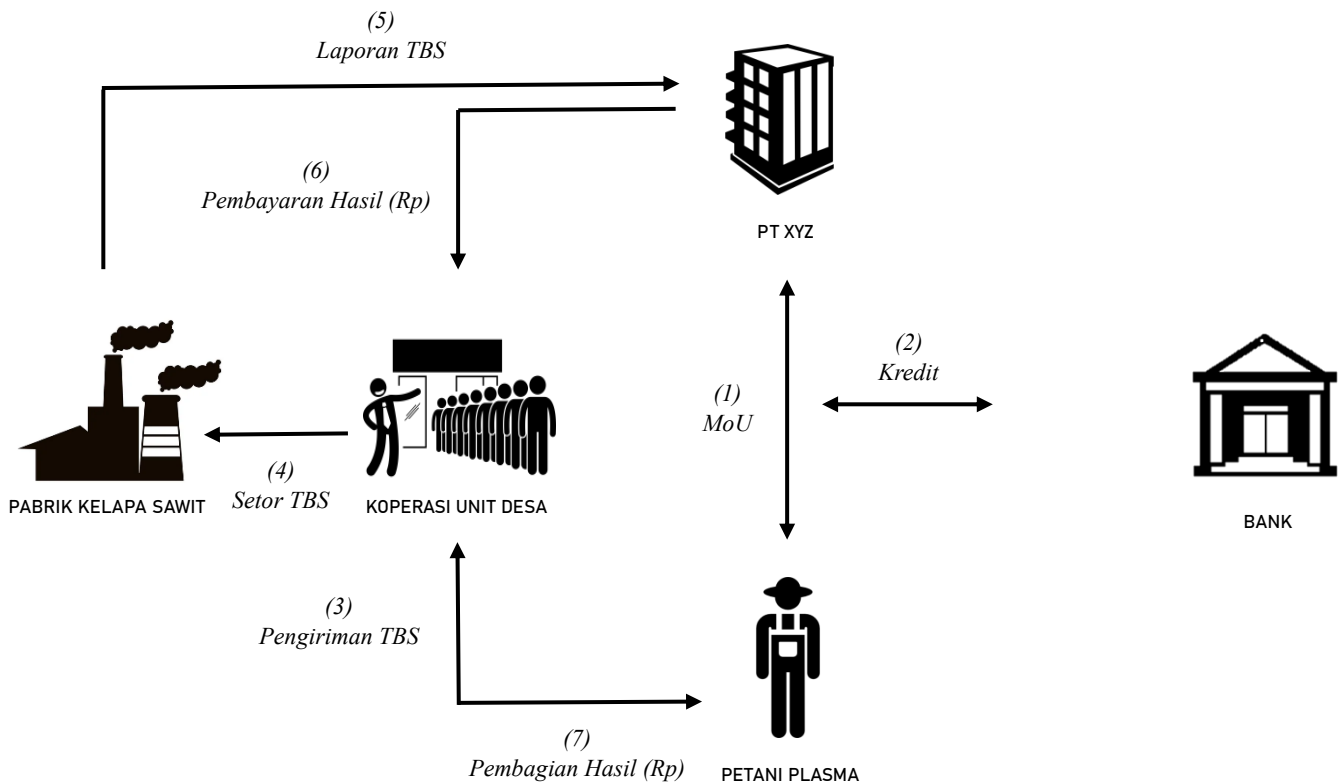 (5)
Laporan TBS
(6)
Pembayaran Hasil (Rp)
PT XYZ
(2)
Kredit
(1)
MoU
(4)
Setor TBS
PABRIK KELAPA SAWIT
KOPERASI UNIT DESA
BANK
(3)
Pengiriman TBS
(7)
Pembagian Hasil (Rp)
PETANI PLASMA